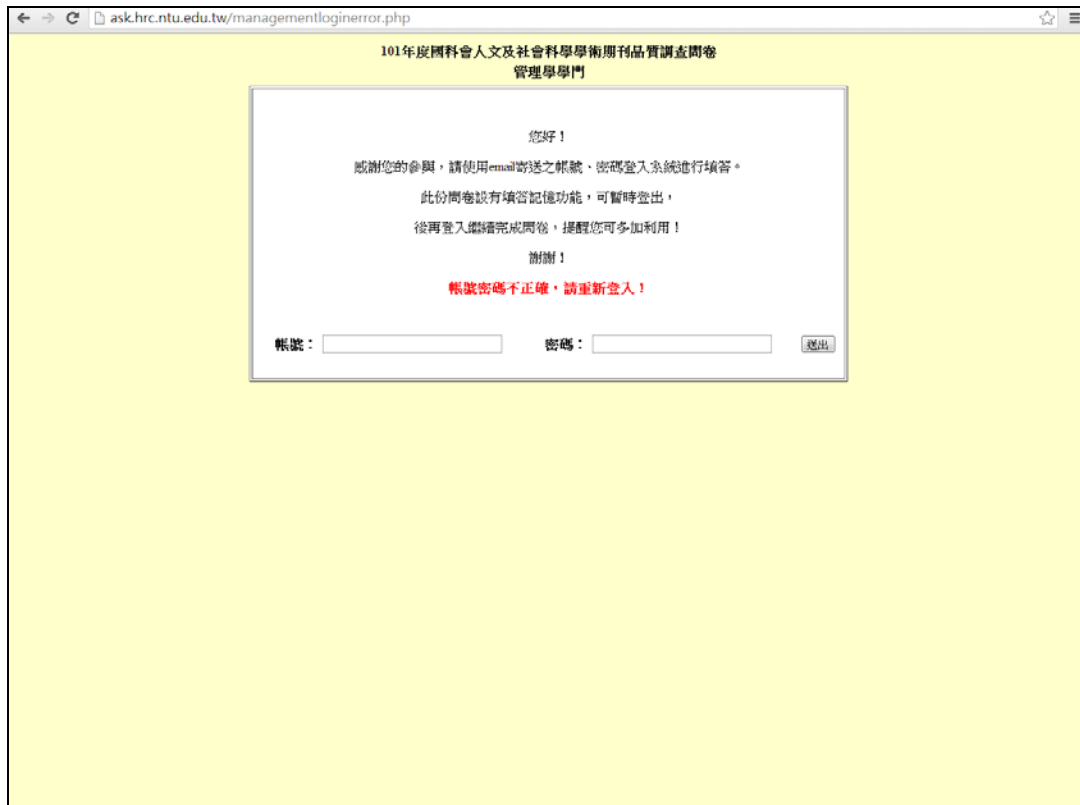 ask.hrc.ntu.edu.tw/managementloginerror.php
101年度國科會人文及社會科學學術期刊品質調查問卷
管理學學門
您好！
感謝您的參與，請使用email寄送之帳號、密碼登入系統進行填答。
此份問卷設有填答記憶功能，可暫時登出，
後再登入繼續完成問卷，提醒您可多加利用！
謝謝！
帳號密碼不正確，請重新登入！
帳號： 密碼： 送出